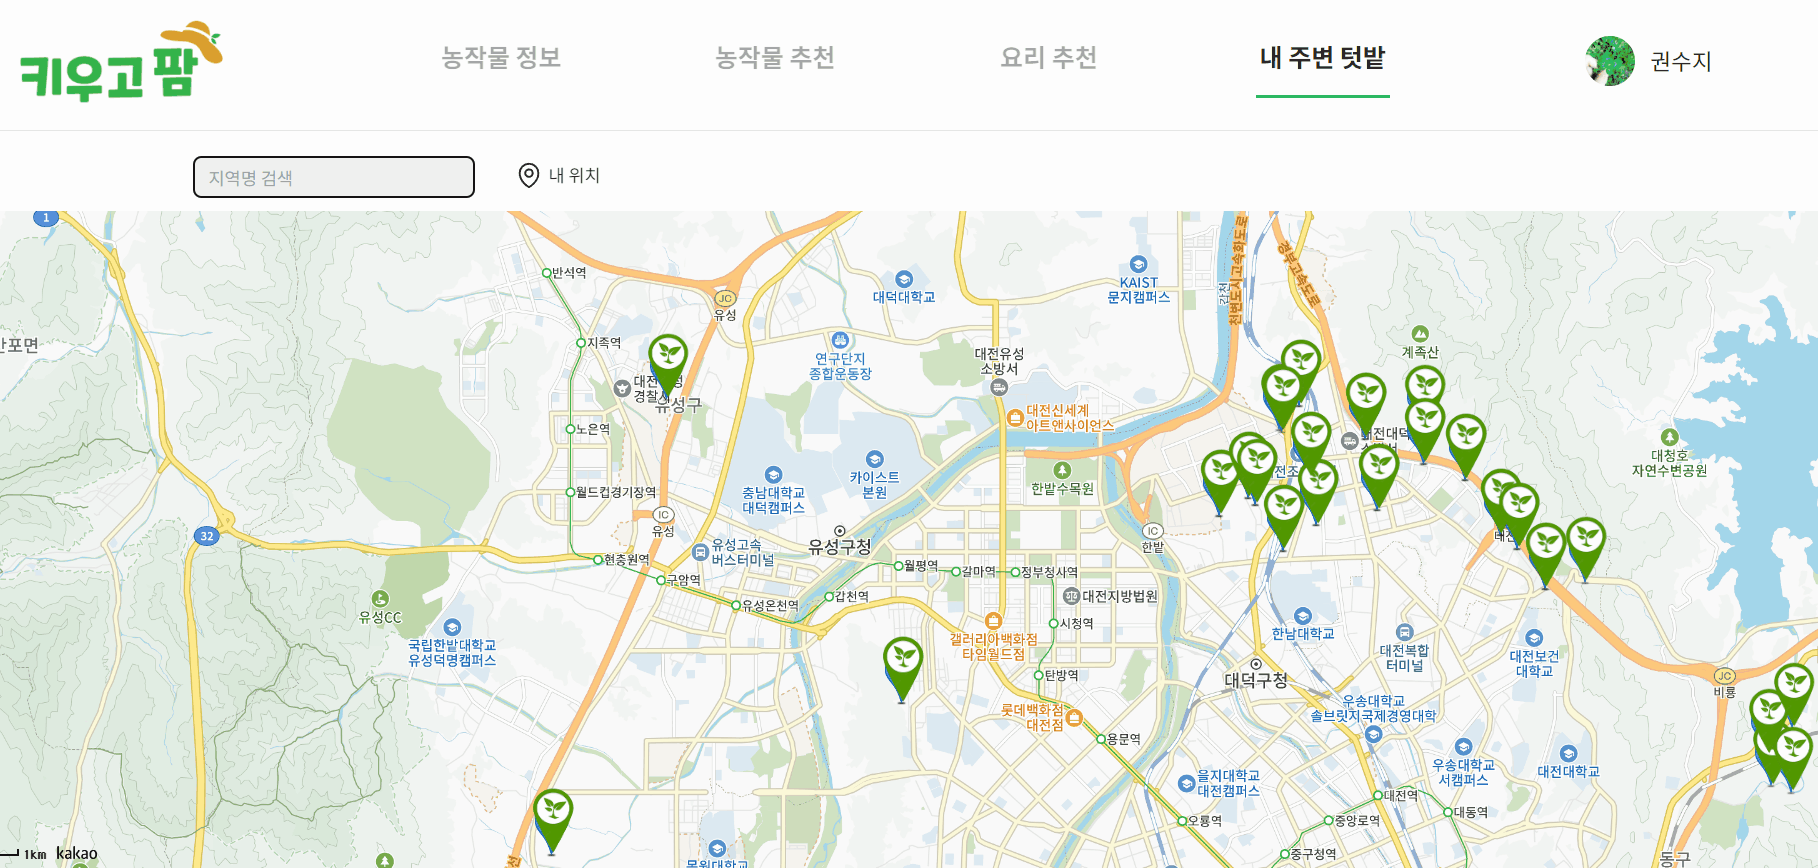 키우고 팜
농작물 정보
농작물 추천
요리 추천
내 주변 텃밭
권수지
지역명 검색
내 위치
1
반석역
JC
유성
대덕대학교
KAIST
문지캠퍼스
갑천
천변도시고속화도로
경부고속도로
지족역
연구단지
종합운동장
대전유성
소방서
계족산
유성구
노은역
대전신세계
아트앤사이언스
대청호
자연수변공원
월드컵경기장역
충남대학교
대덕캠퍼스
카이스트
본원
한밭수목원
IC
유성
32
유성고속
버스터미널
유성구청
IC
한밭
현충원역
구암역
월평역
갈마역
정부청사역
유성온천역
갑천역
대전지방법원
유성CC
국립한밭대학교
유성덕명캠퍼스
갤러리아백화점
타임월드점
시청역
한남대학교
대전복합
터미널
대전보건
대학교
탄방역
대덕구청
JC
비룡
롯데백화점
대전점
우송대학교
솔브릿지국제경영대학
용문역
을지대학교
대전캠퍼스
우송대학교
서캠퍼스
대전대학교
대전역
대동역
오룡역
중앙로역
중구청역
목원대학교
동구
1km
kakao